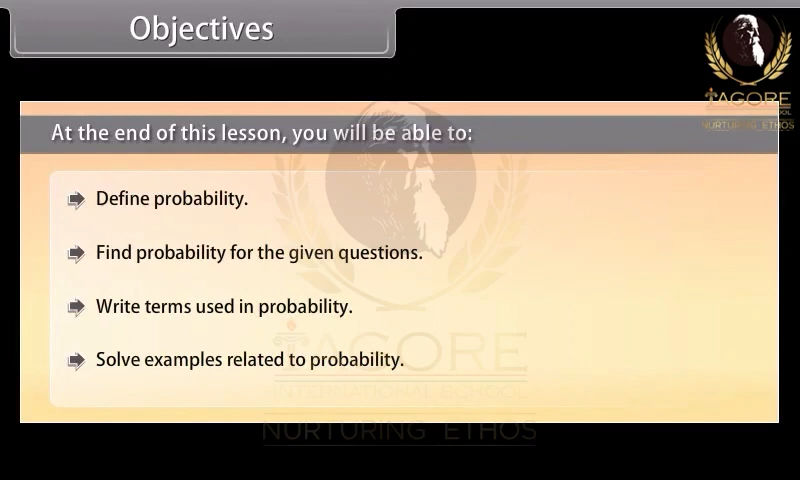 Objectives
TAGORE
NURTURING ETHOS
At the end of this lesson, you will be able to:
Define probability.
Find probability for the given questions.
Write terms used in probability.
Solve examples related to probability.
TAGORE
INTERNATIONAL SCHOOL
NURTURING ETHOS